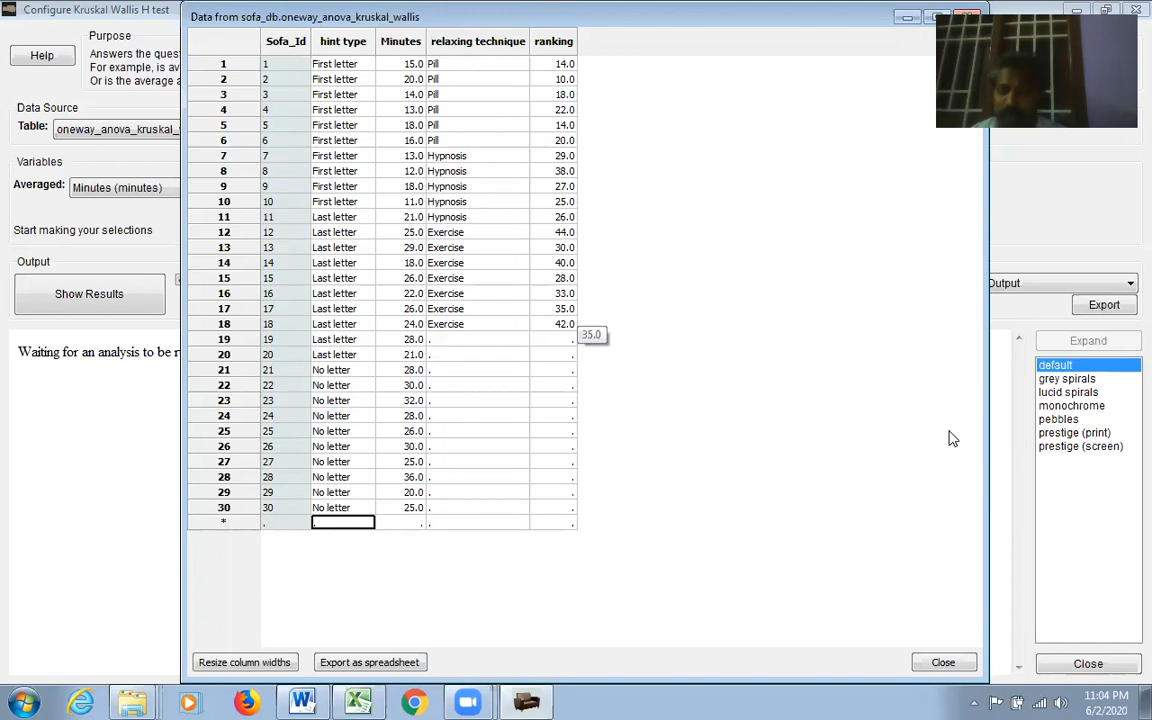 Configure Kruskal Wallis H test
Data from sofa_db.oneway_anova_kruskal_wallis
Help
Purpose
Answers the ques
For example, is av
Or is the average a
Data Source
Table: oneway_anova_kruskal_w
Variables
Averaged: Minutes (minutes)
Start making your selections
Output
Show Results
Waiting for an analysis to be r
Sofa_Id hint type Minutes relaxing technique ranking
1 1 First letter 15.0 Pill 14.0
2 2 First letter 20.0 Pill 10.0
3 3 First letter 14.0 Pill 18.0
4 4 First letter 13.0 Pill 22.0
5 5 First letter 18.0 Pill 14.0
6 6 First letter 16.0 Pill 20.0
7 7 First letter 13.0 Hypnosis 29.0
8 8 First letter 12.0 Hypnosis 38.0
9 9 First letter 18.0 Hypnosis 27.0
10 10 First letter 11.0 Hypnosis 25.0
11 11 Last letter 21.0 Hypnosis 26.0
12 12 Last letter 25.0 Exercise 44.0
13 13 Last letter 29.0 Exercise 30.0
14 14 Last letter 18.0 Exercise 40.0
15 15 Last letter 26.0 Exercise 28.0
16 16 Last letter 22.0 Exercise 33.0
17 17 Last letter 26.0 Exercise 35.0
18 18 Last letter 24.0 Exercise 42.0
35.0
19 19 Last letter 28.0 . .
20 20 Last letter 21.0 . .
21 21 No letter 28.0 . .
22 22 No letter 30.0 . .
23 23 No letter 32.0 . .
24 24 No letter 28.0 . .
25 25 No letter 26.0 . .
26 26 No letter 30.0 . .
27 27 No letter 25.0 . .
28 28 No letter 36.0 . .
29 29 No letter 20.0 . .
30 30 No letter 25.0 . .
* . . . . .
Resize column widths
Export as spreadsheet
Close
Output
Export
Expand
default
grey spirals
lucid spirals
monochrome
pebbles
prestige (print)
prestige (screen)
Close
11:04 PM
6/2/2020